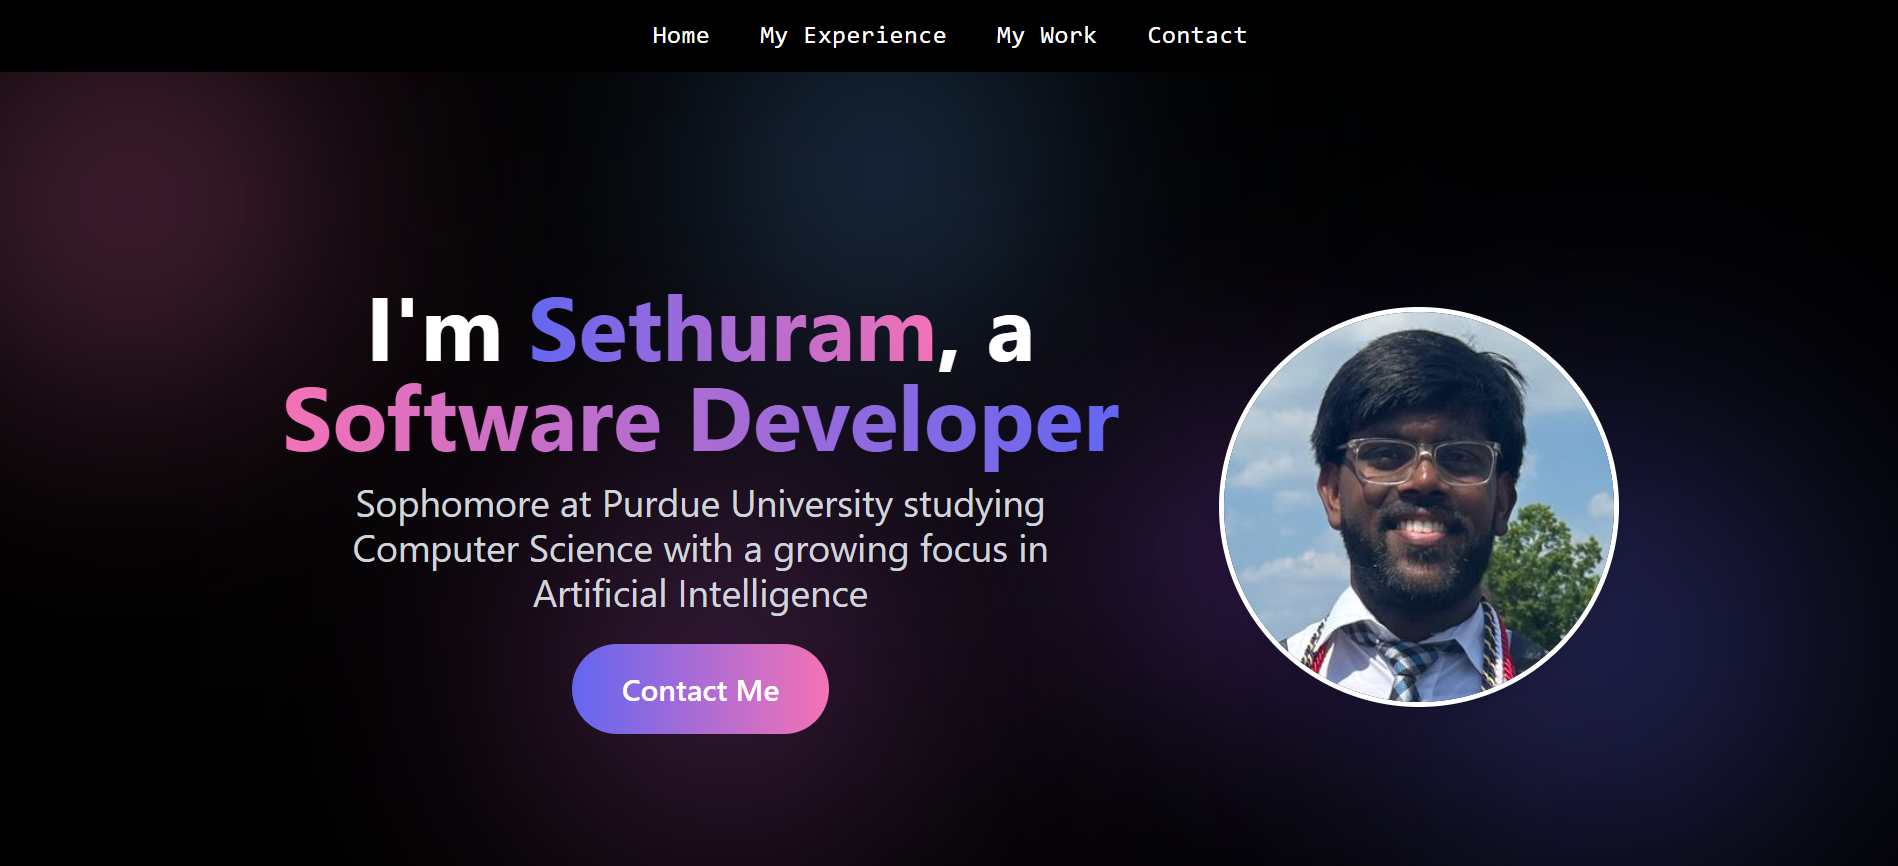 Home My Experience My Work Contact
I'm Sethuram, a
Software Developer
Sophomore at Purdue University studying
Computer Science with a growing focus in
Artificial Intelligence
Contact Me